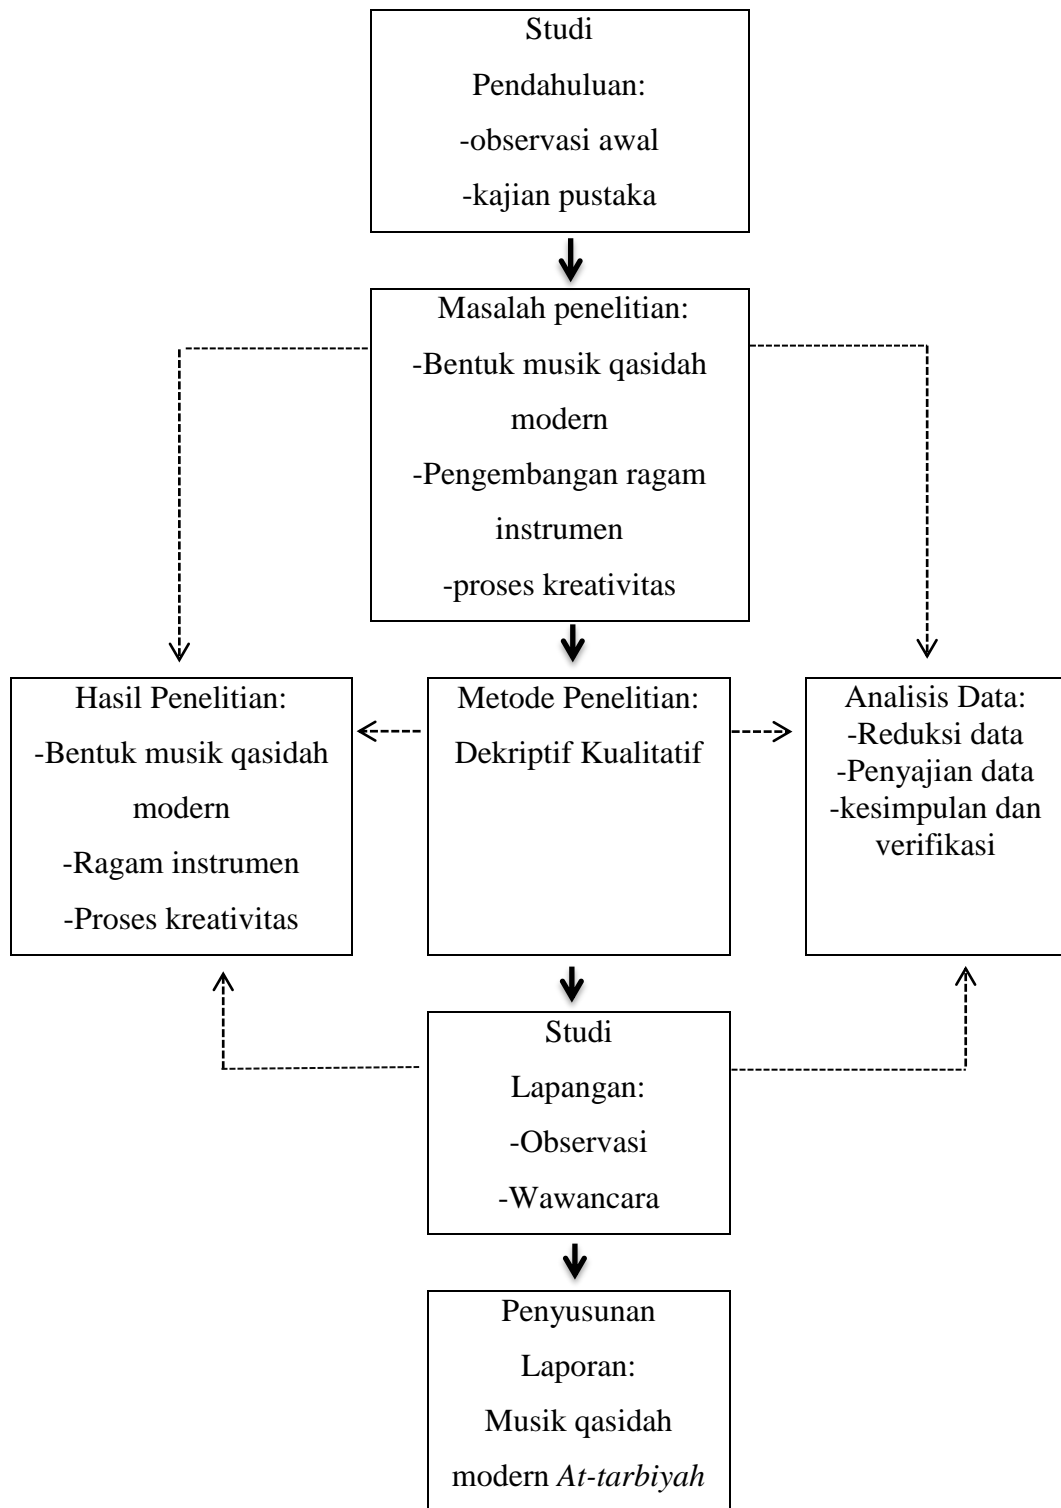 Studi
Pendahuluan:
-observasi awal
-kajian pustaka
Masalah penelitian:
-Bentuk musik qasidah
modern
-Pengembangan ragam
instrumen
-proses kreativitas
Hasil Penelitian:
-Bentuk musik qasidah
modern
-Ragam instrumen
-Proses kreativitas
Metode Penelitian:
Dekriptif Kualitatif
Analisis Data:
-Reduksi data
-Penyajian data
-kesimpulan dan
verifikasi
Studi
Lapangan:
-Observasi
-Wawancara
Penyusunan
Laporan:
Musik qasidah
modern At-tarbiyah